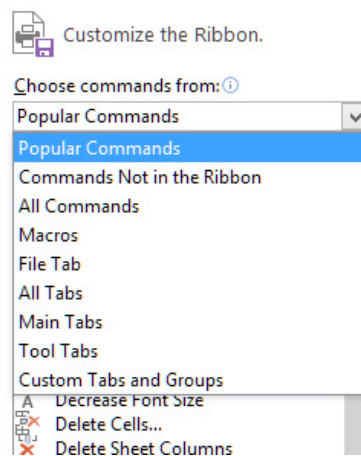 Customize the Ribbon.
Choose commands from:
Popular Commands
Popular Commands
Commands Not in the Ribbon
All Commands
Macros
File Tab
All Tabs
Main Tabs
Tool Tabs
Custom Tabs and Groups
Decrease Font Size
Delete Cells...
Delete Sheet Columns